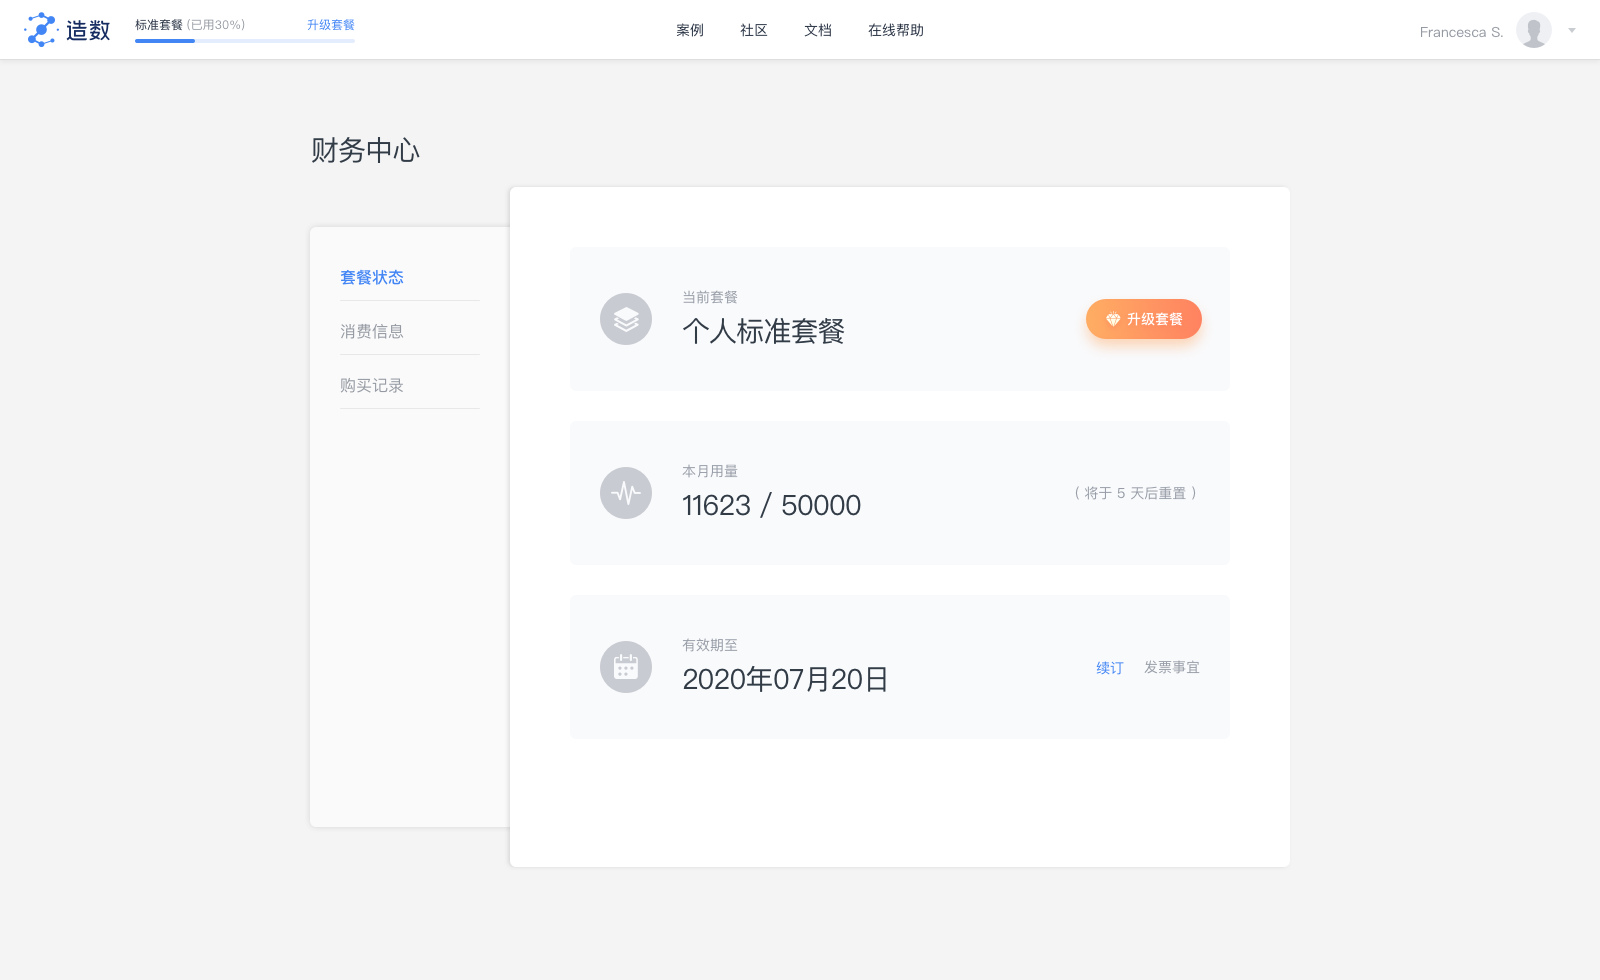 造数
标准套餐 (已用30%) 升级套餐
案例 社区 文档 在线帮助
Francesca S.
财务中心
套餐状态
消费信息
购买记录
当前套餐
个人标准套餐
升级套餐
本月用量
11623 / 50000
( 将于 5 天后重置 )
有效期至
2020年07月20日
续订 发票事宜